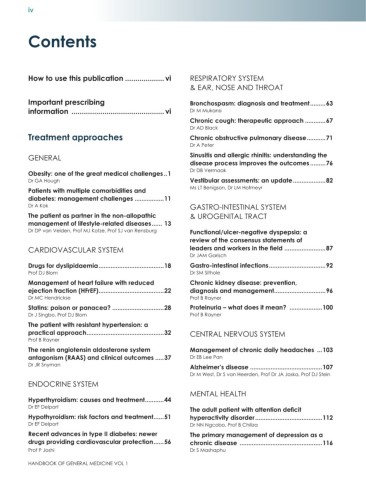 iv
Contents
How to use this publication ................... vi
Important prescribing
information ............................................. vi
Treatment approaches
GENERAL
Obesity: one of the great medical challenges ..1
Dr GA Hough
Patients with multiple comorbidities and
diabetes: management challenges ..............11
Dr A Kok
The patient as partner in the non-allopathic
management of lifestyle-related diseases...... 13
Dr DP van Velden, Prof MJ Kotze, Prof SJ van Rensburg
CARDIOVASCULAR SYSTEM
Drugs for dyslipidaemia................................18
Prof DJ Blom
Management of heart failure with reduced
ejection fraction (HFrEF)................................22
Dr MC Hendrickse
Statins: poison or panacea? .........................28
Dr J Singbo, Prof DJ Blom
The patient with resistant hypertension: a
practical approach......................................32
Prof B Rayner
The renin angiotensin aldosterone system
antagonism (RAAS) and clinical outcomes .....37
Dr JR Snyman
ENDOCRINE SYSTEM
Hyperthyroidism: causes and treatment.........44
Dr EF Delport
Hypothyroidism: risk factors and treatment......51
Dr EF Delport
Recent advances in type II diabetes: newer
drugs providing cardiovascular protection......56
Prof P Joshi
RESPIRATORY SYSTEM
& EAR, NOSE AND THROAT
Bronchospasm: diagnosis and treatment.........63
Dr M Mukansi
Chronic cough: therapeutic approach ...........67
Dr AD Black
Chronic obstructive pulmonary disease..........71
Dr A Peter
Sinusitis and allergic rhinitis: understanding the
disease process improves the outcomes.........76
Dr DB Vermaak
Vestibular assessments: an update ................82
Ms LT Benigson, Dr LM Hofmeyr
GASTRO-INTESTINAL SYSTEM
& UROGENITAL TRACT
Functional/ulcer-negative dyspepsia: a
review of the consensus statements of
leaders and workers in the field ....................87
Dr JAM Garisch
Gastro-intestinal infections............................92
Dr SM Sithole
Chronic kidney disease: prevention,
diagnosis and management.........................96
Prof B Rayner
Proteinuria – what does it mean? ................100
Prof B Rayner
CENTRAL NERVOUS SYSTEM
Management of chronic daily headaches ...103
Dr EB Lee Pan
Alzheimer's disease ...................................107
Dr M West, Dr S van Heerden, Prof Dr JA Joska, Prof DJ Stein
MENTAL HEALTH
The adult patient with attention deficit
hyperactivity disorder.................................112
Dr NN Ngcobo, Prof B Chiliza
The primary management of depression as a
chronic disease ........................................116
Dr S Mashaphu
HANDBOOK OF GENERAL MEDICINE VOL 1